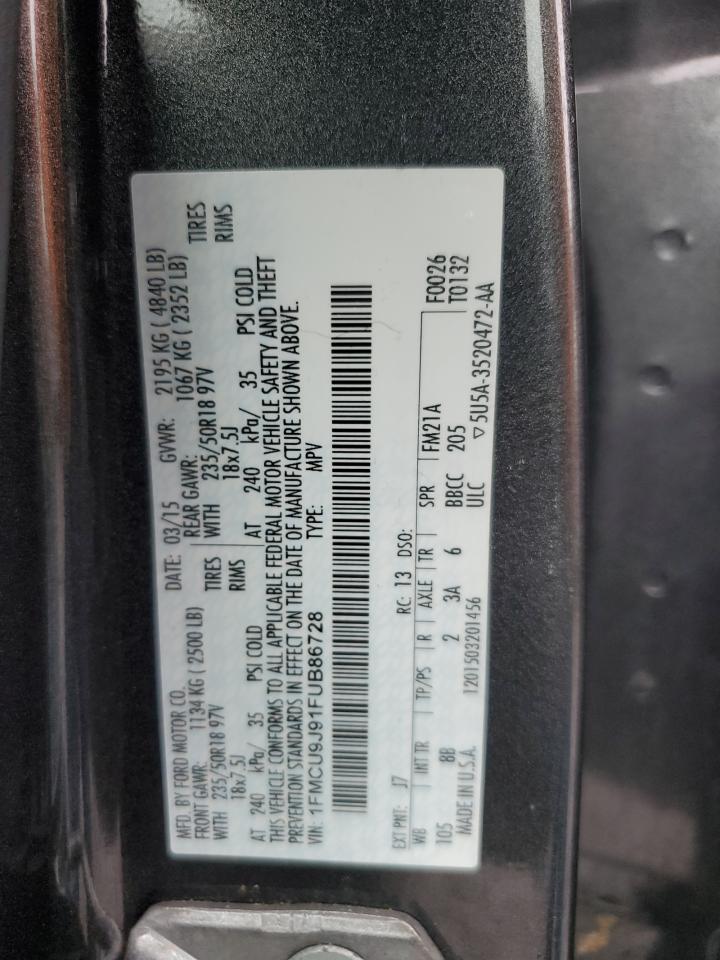 MFD. BY FORD MOTOR CO.
DATE: 03/15 GVWR: 2195 KG ( 4840 LB)
FRONT GAWR: 1134 KG ( 2500 LB)
REAR GAWR: 1067 KG ( 2352 LB)
WITH 235/50R18 97V TIRES
WITH 235/50R18 97V TIRES
18x7.5J RIMS
18x7.5J RIMS
AT 240 kPa/ 35 PSI COLD
AT 240 kPa/ 35 PSI COLD
THIS VEHICLE CONFORMS TO ALL APPLICABLE FEDERAL MOTOR VEHICLE SAFETY AND THEFT
PREVENTION STANDARDS IN EFFECT ON THE DATE OF MANUFACTURE SHOWN ABOVE.
VIN: 1FMCU9J91FUB86728 TYPE: MPV
EXT PNT: J7 RC: 13 DSO: F0026
WB INT TR TP/PS R AXLE TR SPR FM21A T0132
105 8B 2 3A 6 BBCC 205
MADE IN U.S.A. 1201503201456 ULC ▽5U5A-3520472-AA